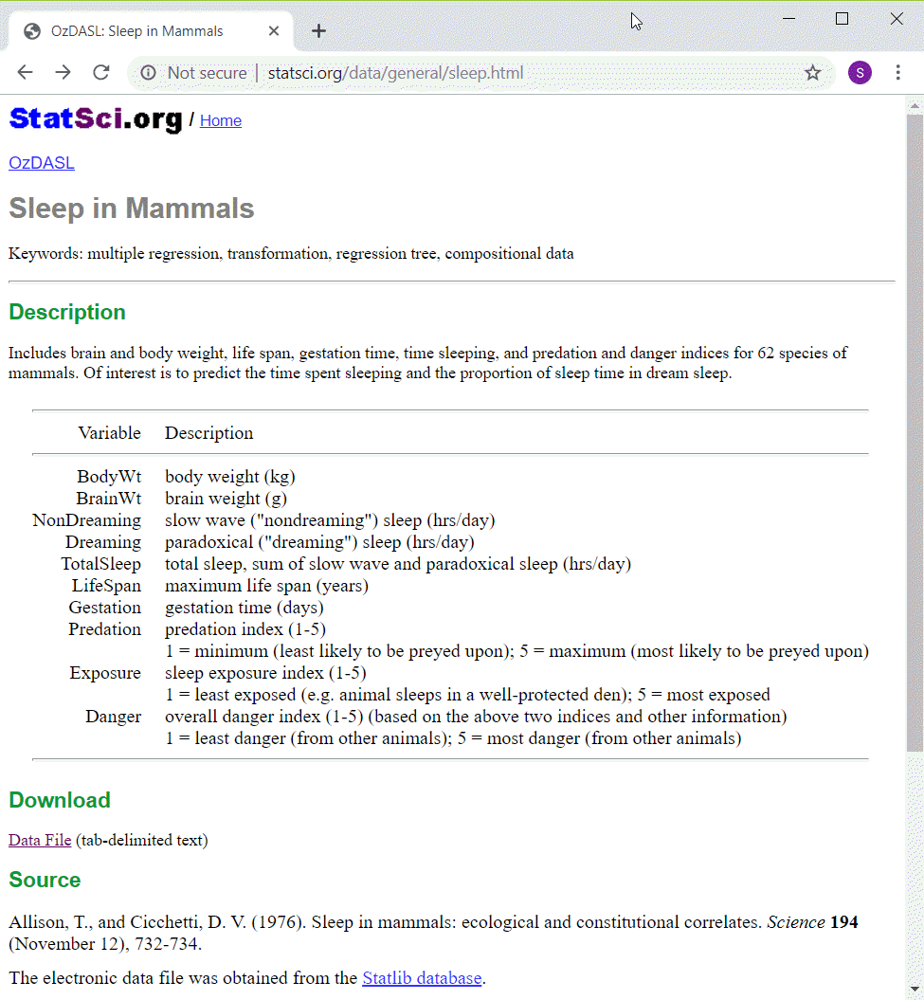 OzDASL: Sleep in Mammals
Not secure | statsci.org/data/general/sleep.html
S
StatSci.org / Home
OzDASL
Sleep in Mammals
Keywords: multiple regression, transformation, regression tree, compositional data
Description
Includes brain and body weight, life span, gestation time, time sleeping, and predation and danger indices for 62 species of
mammals. Of interest is to predict the time spent sleeping and the proportion of sleep time in dream sleep.
Variable Description
BodyWt body weight (kg)
BrainWt brain weight (g)
NonDreaming slow wave ("nondreaming") sleep (hrs/day)
Dreaming paradoxical ("dreaming") sleep (hrs/day)
TotalSleep total sleep, sum of slow wave and paradoxical sleep (hrs/day)
LifeSpan maximum life span (years)
Gestation gestation time (days)
Predation predation index (1-5)
1 = minimum (least likely to be preyed upon); 5 = maximum (most likely to be preyed upon)
Exposure sleep exposure index (1-5)
1 = least exposed (e.g. animal sleeps in a well-protected den); 5 = most exposed
Danger overall danger index (1-5) (based on the above two indices and other information)
1 = least danger (from other animals); 5 = most danger (from other animals)
Download
Data File (tab-delimited text)
Source
Allison, T., and Cicchetti, D. V. (1976). Sleep in mammals: ecological and constitutional correlates. Science 194
(November 12), 732-734.
The electronic data file was obtained from the Statlib database.